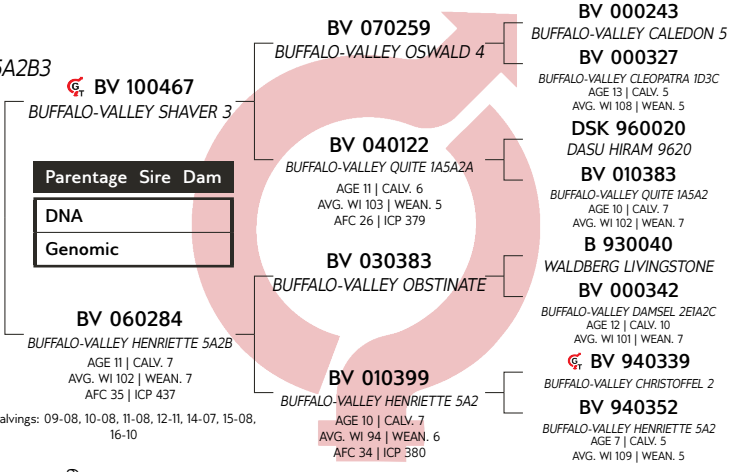 5A2B3
BV 100467
BUFFALO-VALLEY SHAVER 3
Parentage Sire Dam
DNA
Genomic
BV 060284
BUFFALO-VALLEY HENRIETTE 5A2B
AGE 11 | CALV. 7
AVG. WI 102 | WEAN. 7
AFC 35 | ICP 437
alvings: 09-08, 10-08, 11-08, 12-11, 14-07, 15-08,
16-10
BV 070259
BUFFALO-VALLEY OSWALD 4
BV 040122
BUFFALO-VALLEY QUITE 1A5A2A
AGE 11 | CALV. 6
AVG. WI 103 | WEAN. 5
AFC 26 | ICP 379
BV 030383
BUFFALO-VALLEY OBSTINATE
BV 010399
BUFFALO-VALLEY HENRIETTE 5A2
AGE 10 | CALV. 7
AVG. WI 94 | WEAN. 6
AFC 34 | ICP 380
BV 000243
BUFFALO-VALLEY CALEDON 5
BV 000327
BUFFALO-VALLEY CLEOPATRA 1D3C
AGE 13 | CALV. 5
AVG. WI 108 | WEAN. 5
DSK 960020
DASU HIRAM 9620
BV 010383
BUFFALO-VALLEY QUITE 1A5A2
AGE 10 | CALV. 7
AVG. WI 102 | WEAN. 7
B 930040
WALDBERG LIVINGSTONE
BV 000342
BUFFALO-VALLEY DAMSEL 2E1A2C
AGE 12 | CALV. 10
AVG. WI 101 | WEAN. 7
BV 940339
BUFFALO-VALLEY CHRISTOFFEL 2
BV 940352
BUFFALO-VALLEY HENRIETTE 5A2
AGE 7 | CALV. 5
AVG. WI 109 | WEAN. 5